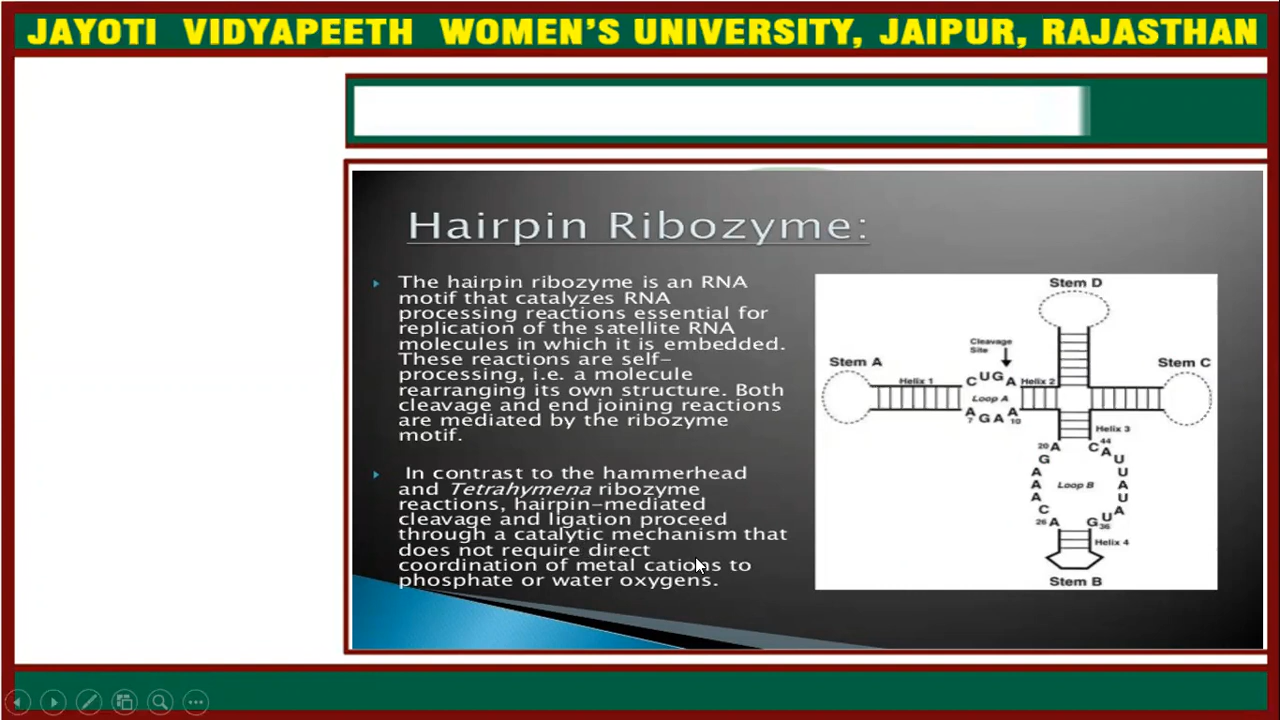 JAYOTI VIDYAPEETH WOMEN'S UNIVERSITY, JAIPUR, RAJASTHAN
Hairpin Ribozyme:
The hairpin ribozyme is an RNA
motif that catalyzes RNA
processing reactions essential for
replication of the satellite RNA
molecules in which it is embedded.
These reactions are self-
processing, i.e. a molecule
rearranging its own structure. Both
cleavage and end joining reactions
are mediated by the ribozyme
motif.
In contrast to the hammerhead
and Tetrahymena ribozyme
reactions, hairpin-mediated
cleavage and ligation proceed
through a catalytic mechanism that
does not require direct
coordination of metal cations to
phosphate or water oxygens.
Stem D
Cleavage
Site
Stem A
Stem C
Helix 1
C U G A
Helix 2
Loop A
A G A A
7 10
Helix 3
20 A C 44
G A
A U
A U
A Loop B A
A U
C A
26 A G U
36
Helix 4
Stem B